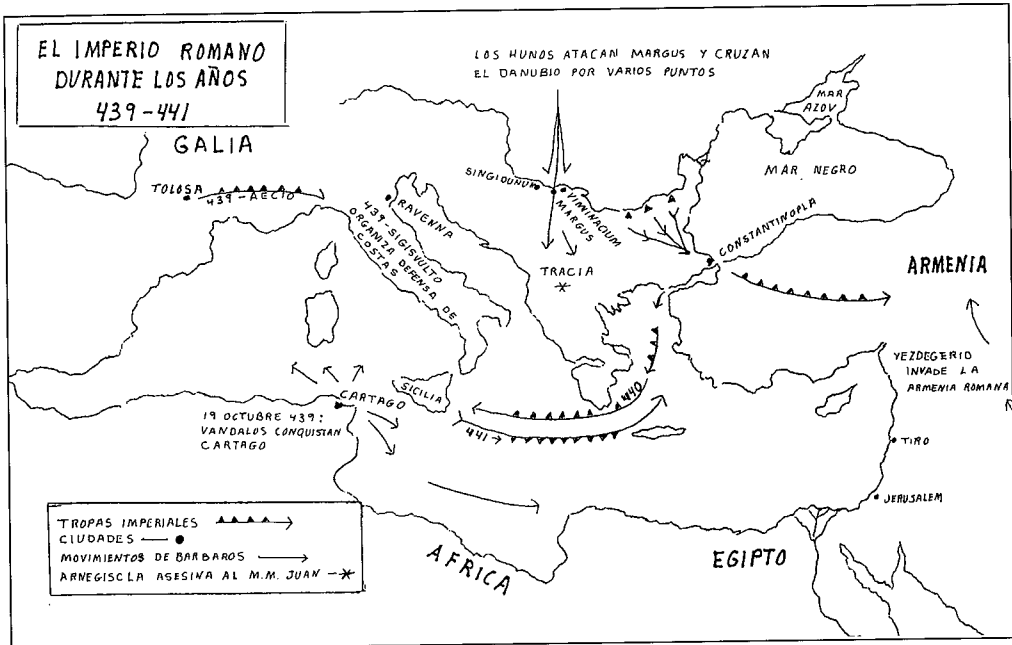 EL IMPERIO ROMANO
DURANTE LOS AÑOS
439-441
LOS HUNOS ATACAN MARGUS Y CRUZAN
EL DANUBIO POR VARIOS PUNTOS
MAR
AZOV
MAR NEGRO
GALIA
TOLOSA
439-AECIO
RAVENNA
439-SIGISVULTO
ORGANIZA DEFENSA DE
COSTAS
SINGIDUNUM
VIMINACIUM
MARGUS
TRACIA
CONSTANTINOPLA
ARMENIA
YEZDEGERID
INVADE LA
ARMENIA ROMANA
SICILIA
CARTAGO
19 OCTUBRE 439:
VANDALOS CONQUISTAN
CARTAGO
440
441
TIRO
JERUSALEM
AFRICA
EGIPTO
TROPAS IMPERIALES
CIUDADES
MOVIMIENTOS DE BARBAROS
ARNEGISCLA ASESINA AL M.M. JUAN